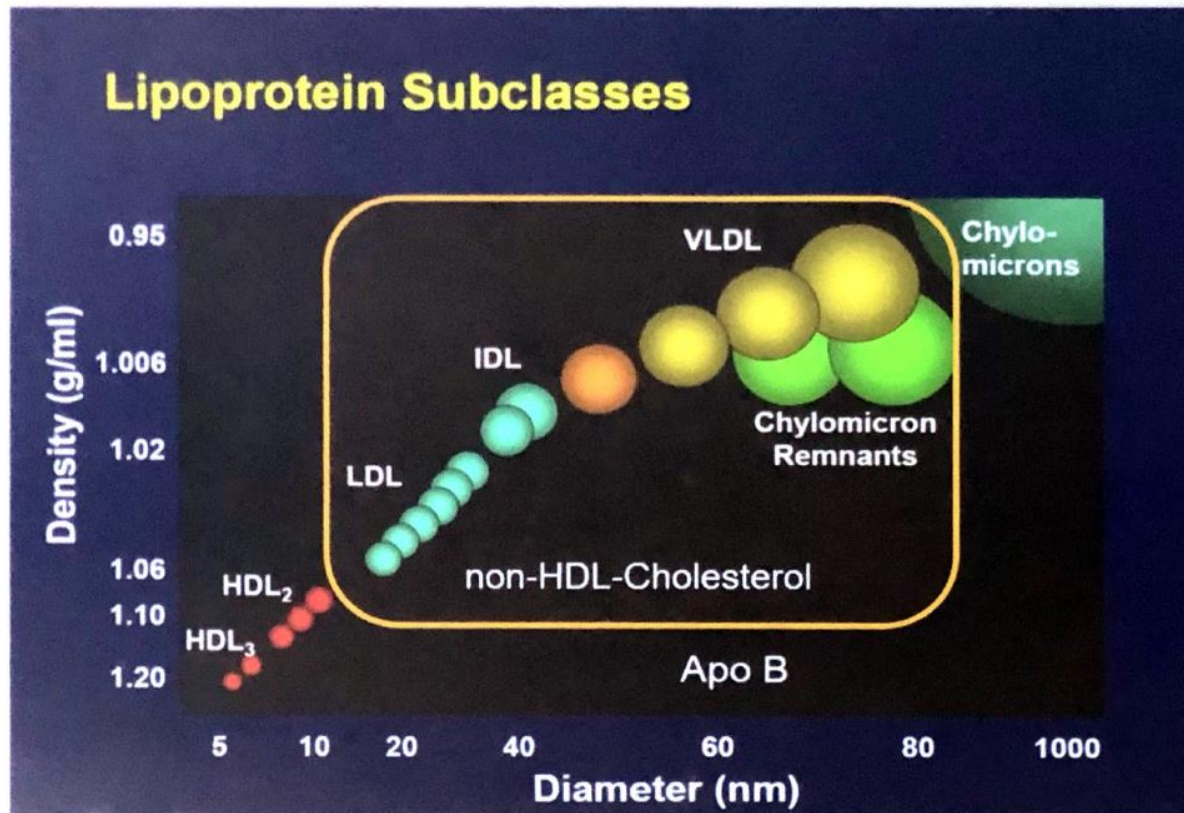 Lipoprotein Subclasses
Density (g/ml)
0.95
1.006
1.02
1.06
1.10
1.20
VLDL
Chylo-
microns
IDL
Chylomicron
Remnants
LDL
non-HDL-Cholesterol
HDL₂
HDL₃
Apo B
5 10 20 40 60 80 1000
Diameter (nm)